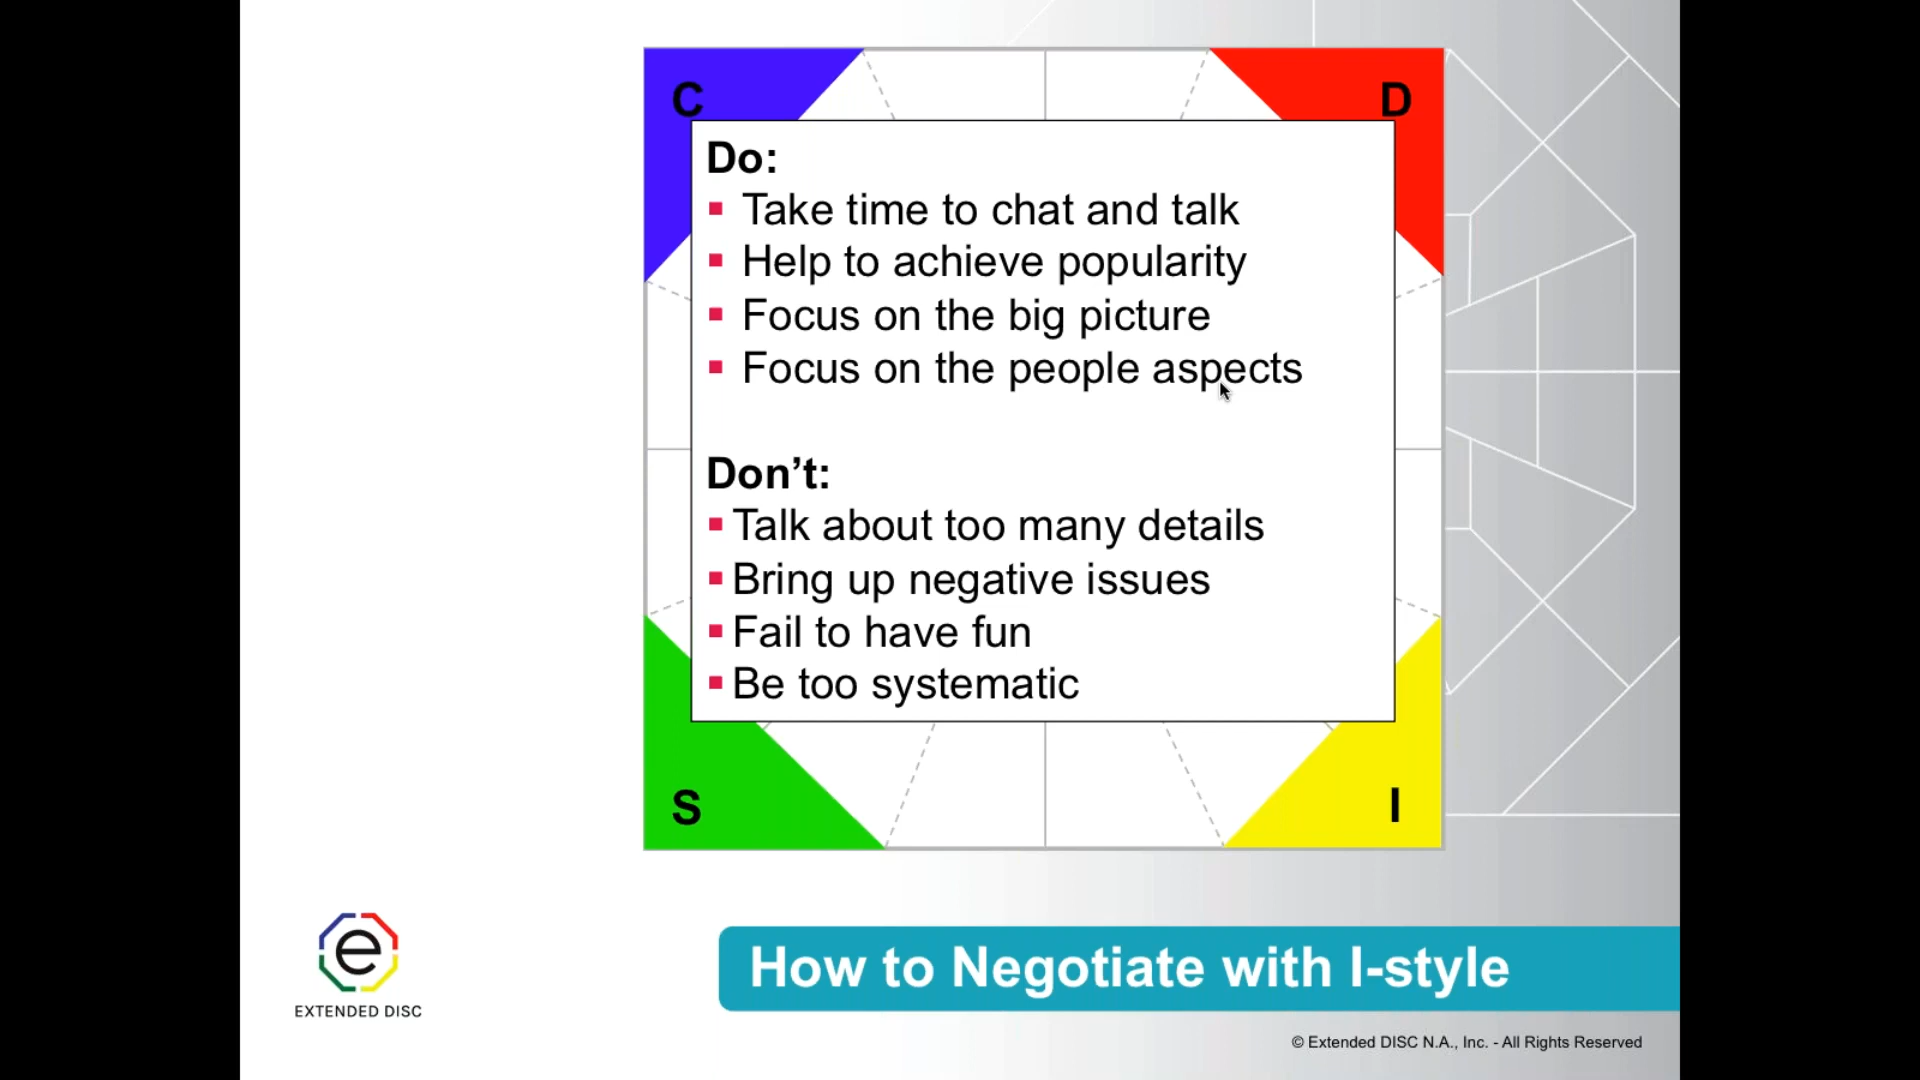 C
D
Do:
Take time to chat and talk
Help to achieve popularity
Focus on the big picture
Focus on the people aspects
Don’t:
Talk about too many details
Bring up negative issues
Fail to have fun
Be too systematic
S
I
e
EXTENDED DISC
How to Negotiate with I-style
© Extended DISC N.A., Inc. - All Rights Reserved